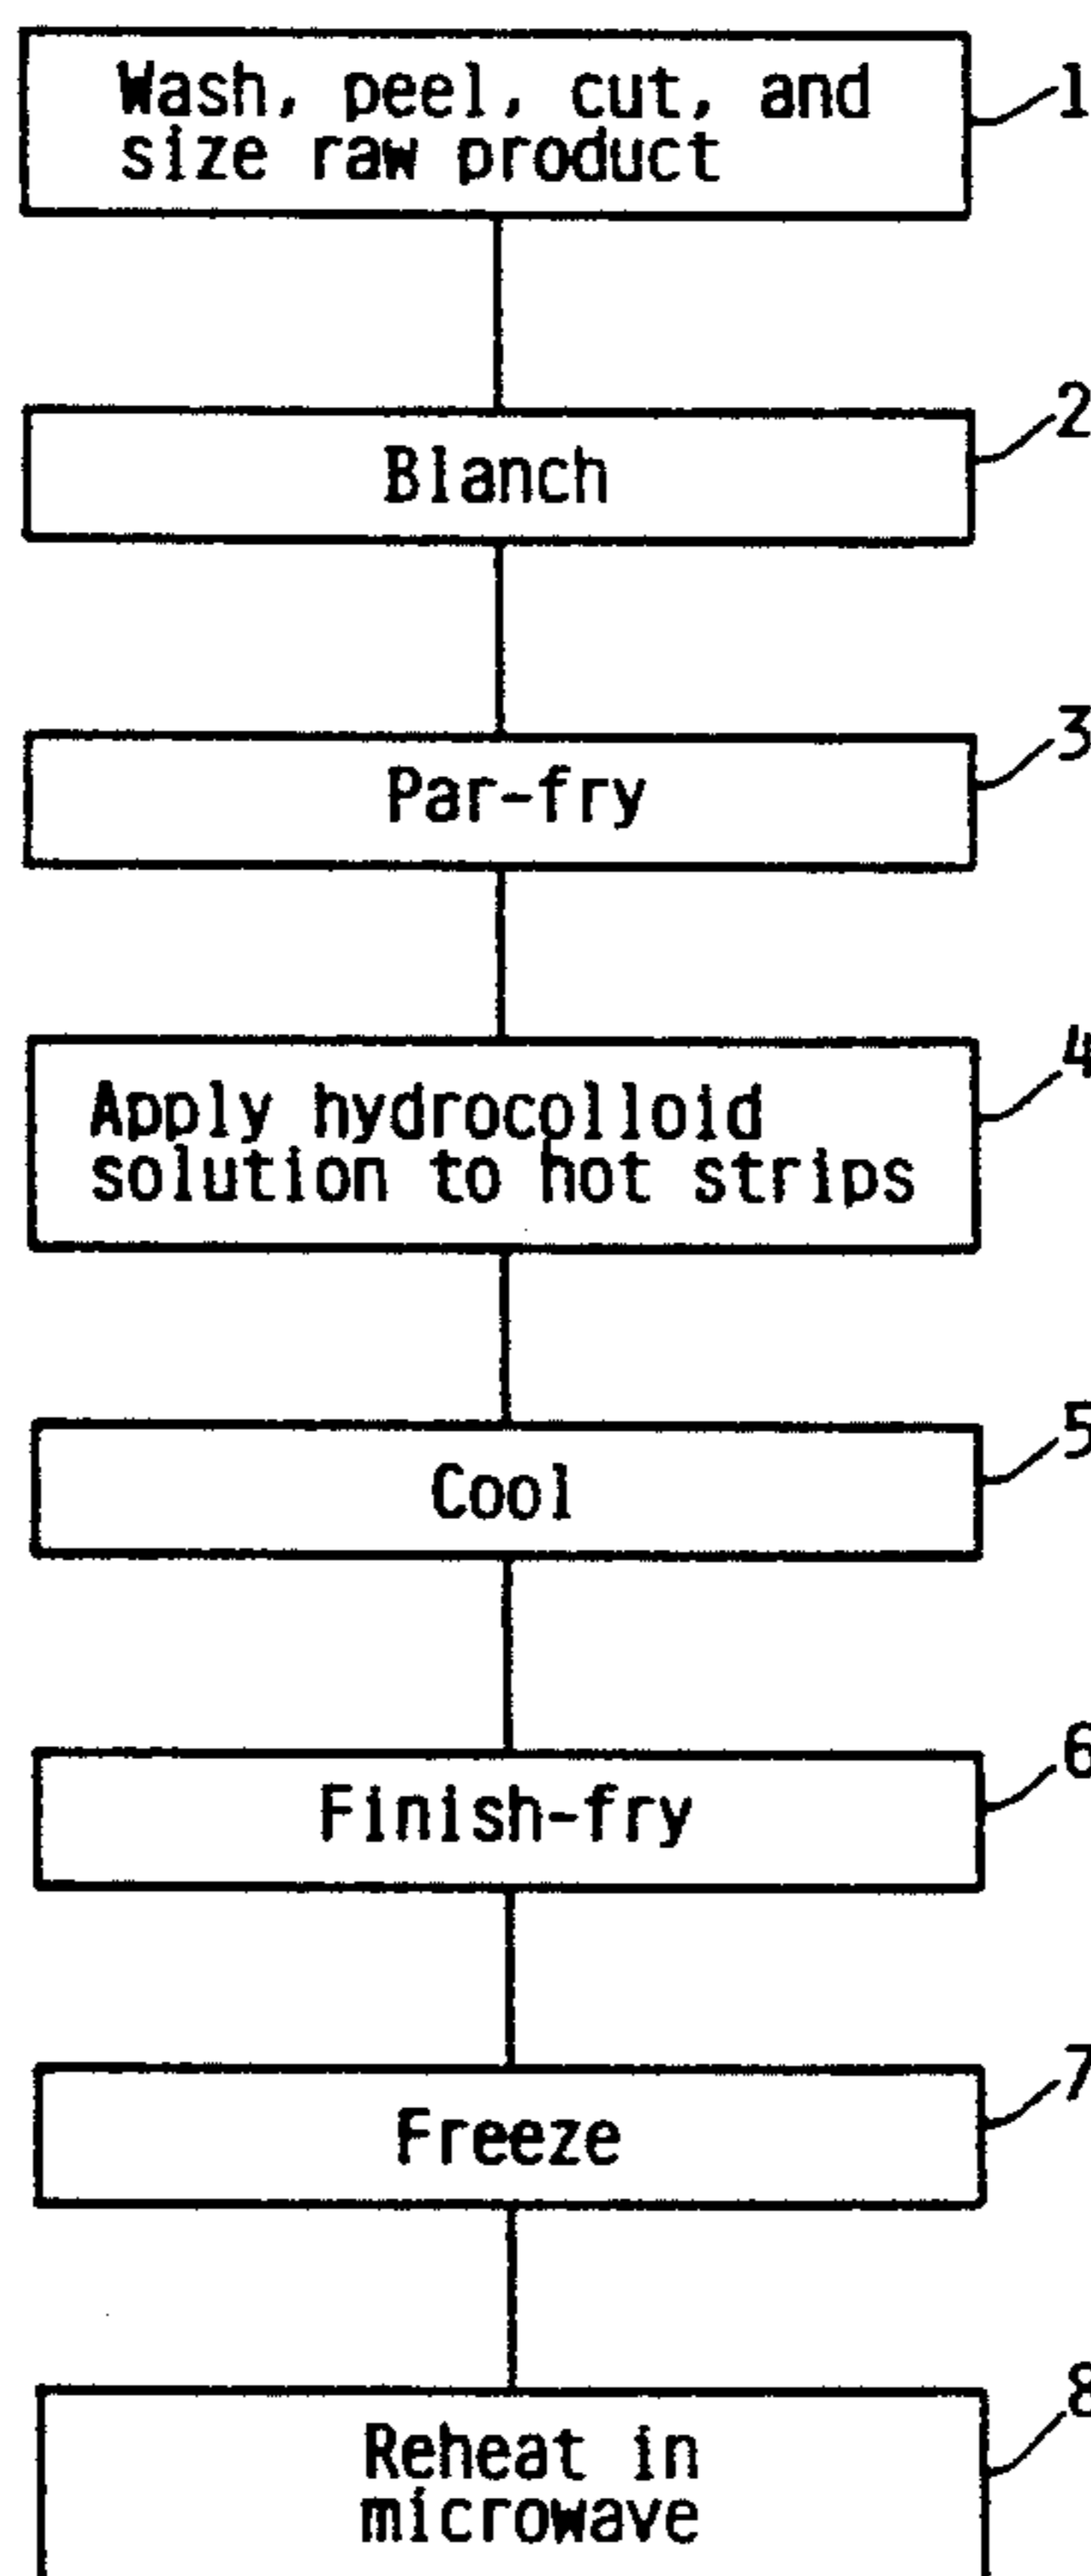 Wash, peel, cut, and
size raw product
1
Blanch
2
Par-fry
3
Apply hydrocolloid
solution to hot strips
4
Cool
5
Finish-fry
6
Freeze
7
Reheat in
microwave
8